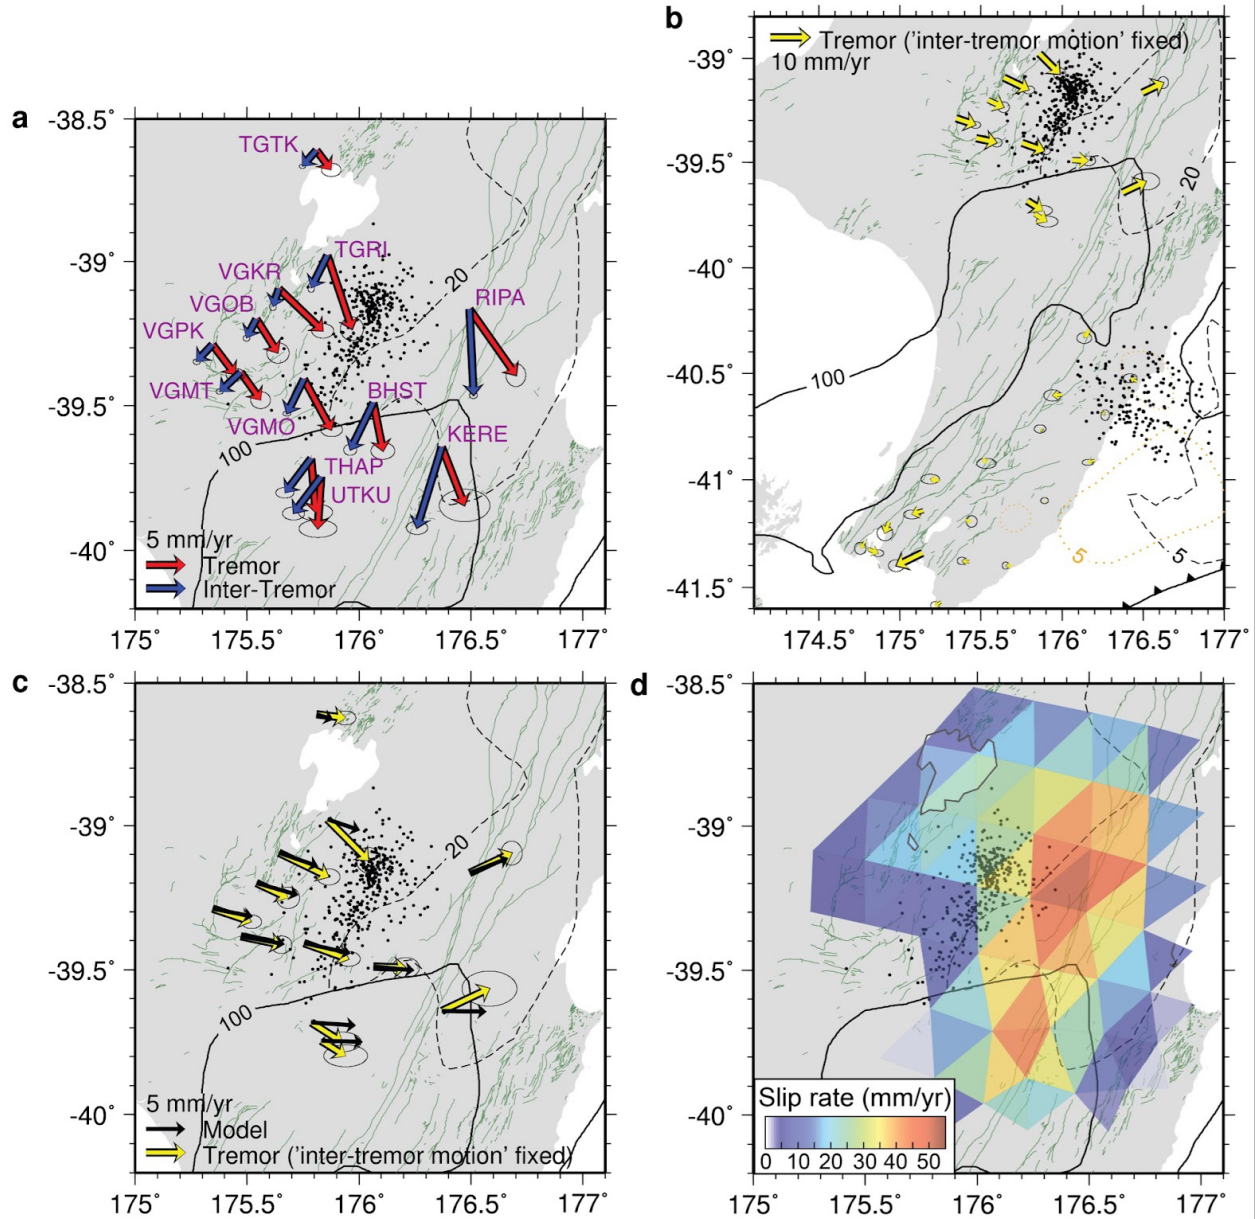 a
-38.5°
-39°
-39.5°
-40°
TGTK
TGRI
VGKR
VGOB
VGPK
VGMT
VGMO
RIPA
BHST
KERE
THAP
UTKU
20
100
5 mm/yr
Tremor
Inter-Tremor
175°
175.5°
176°
176.5°
177°
b
Tremor ('inter-tremor motion' fixed)
10 mm/yr
-39°
-39.5°
-40°
-40.5°
-41°
-41.5°
20
100
5
5
174.5°
175°
175.5°
176°
176.5°
177°
c
-38.5°
-39°
-39.5°
-40°
20
100
5 mm/yr
Model
Tremor ('inter-tremor motion' fixed)
175°
175.5°
176°
176.5°
177°
d
-38.5°
-39°
-39.5°
-40°
Slip rate (mm/yr)
0 10 20 30 40 50
175°
175.5°
176°
176.5°
177°